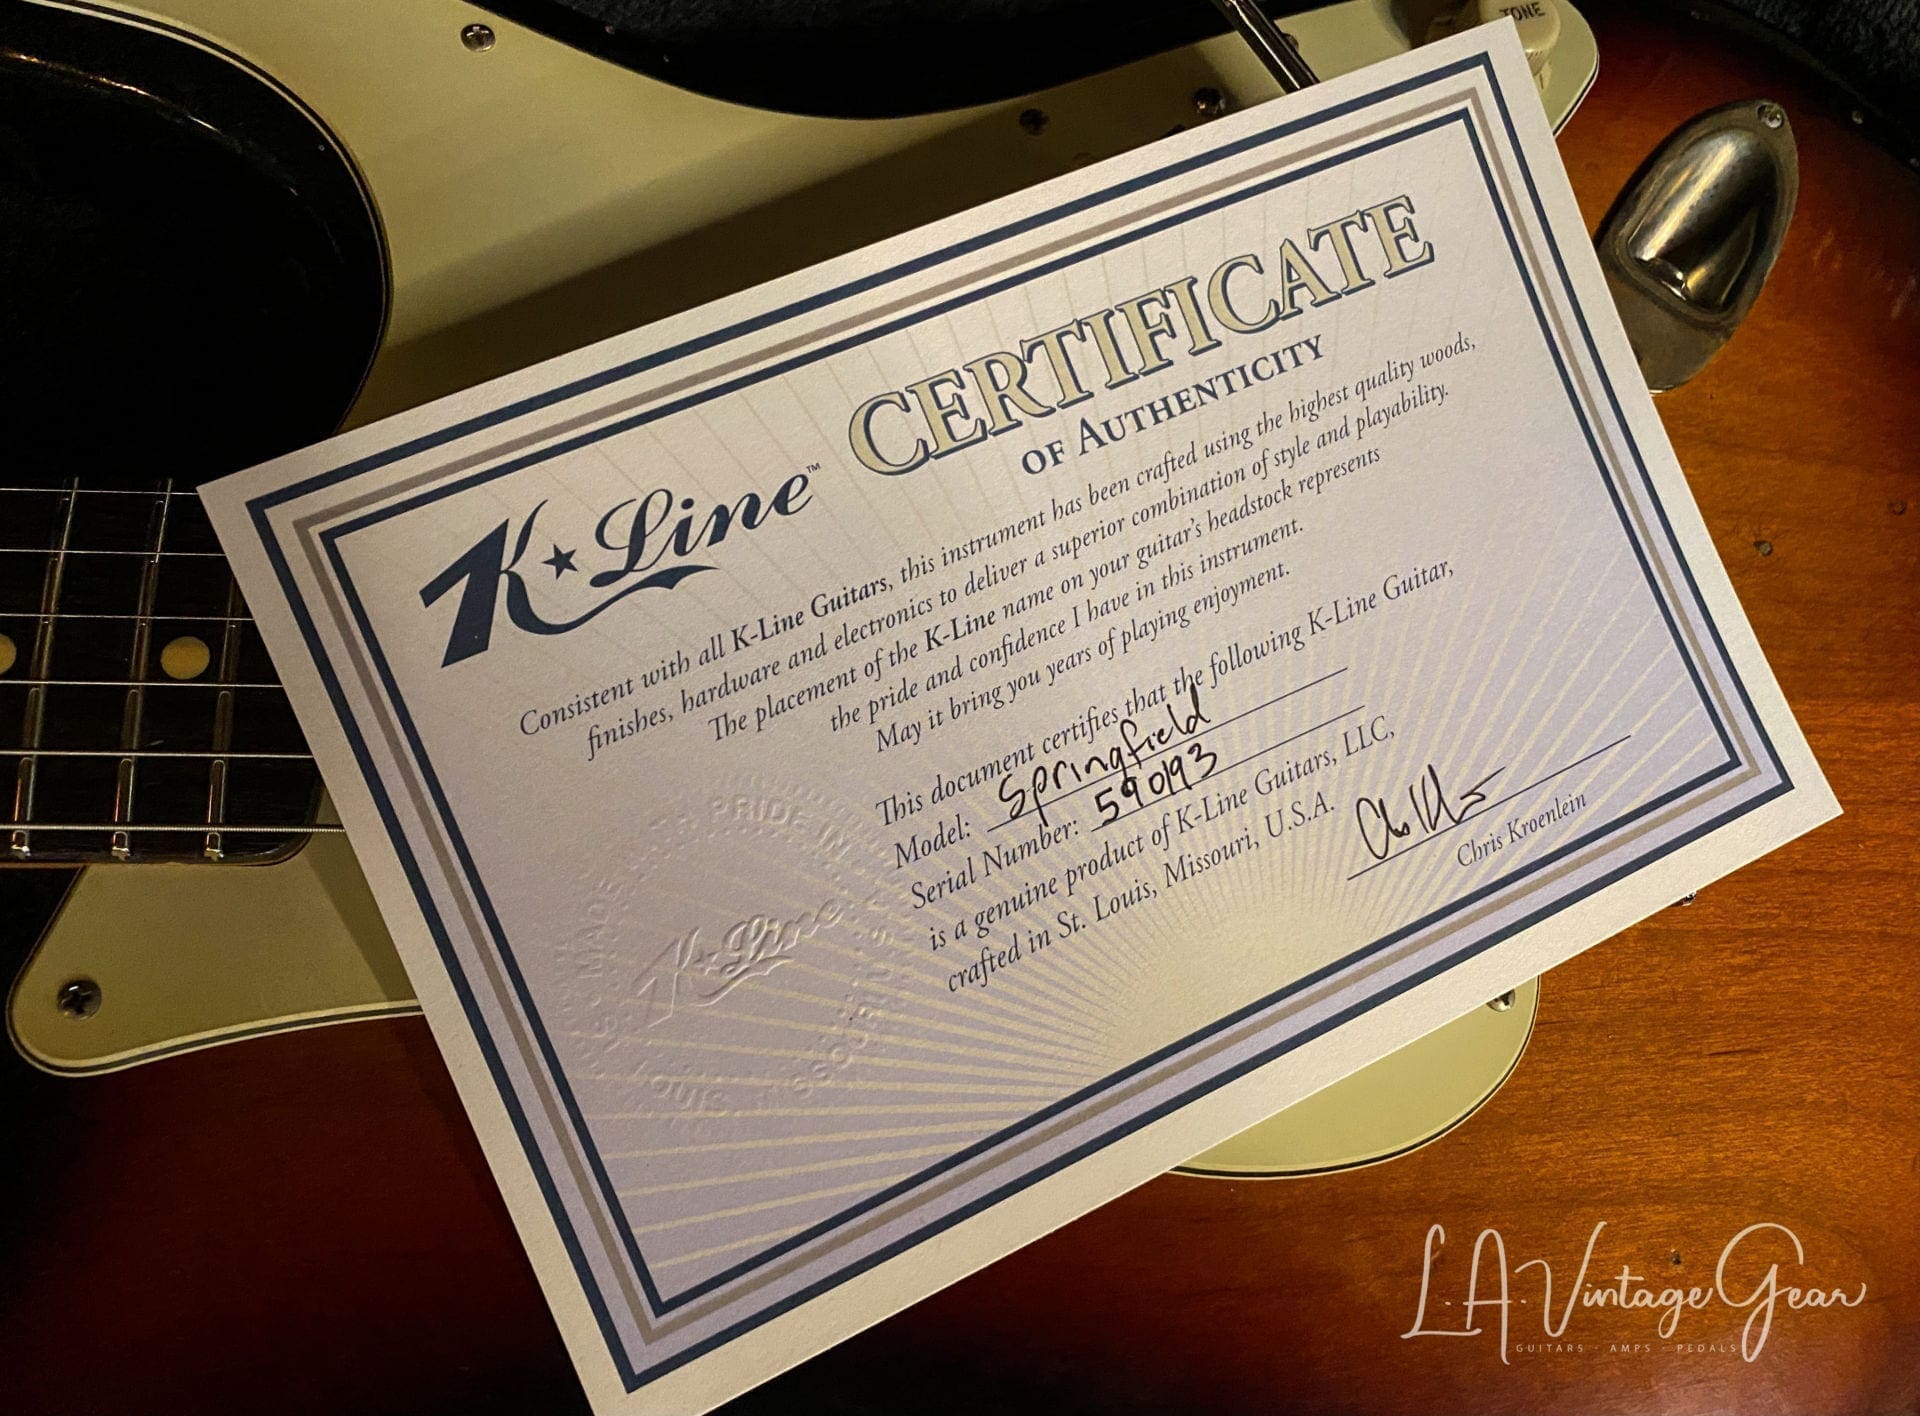 TONE
K★Line™
CERTIFICATE
OF AUTHENTICITY
Consistent with all K-Line Guitars, this instrument has been crafted using the highest quality woods,
finishes, hardware and electronics to deliver a superior combination of style and playability.
The placement of the K-Line name on your guitar's headstock represents
the pride and confidence I have in this instrument.
May it bring you years of playing enjoyment.
This document certifies that the following K-Line Guitar,
Model: Springfield
Serial Number: 590193
is a genuine product of K-Line Guitars, LLC,
crafted in St. Louis, Missouri, U.S.A.
Chris Kroenlein
MADE WITH PRIDE IN
K★Line
LOUIS, MISSOURI
L.A. Vintage Gear
GUITARS · AMPS · PEDALS